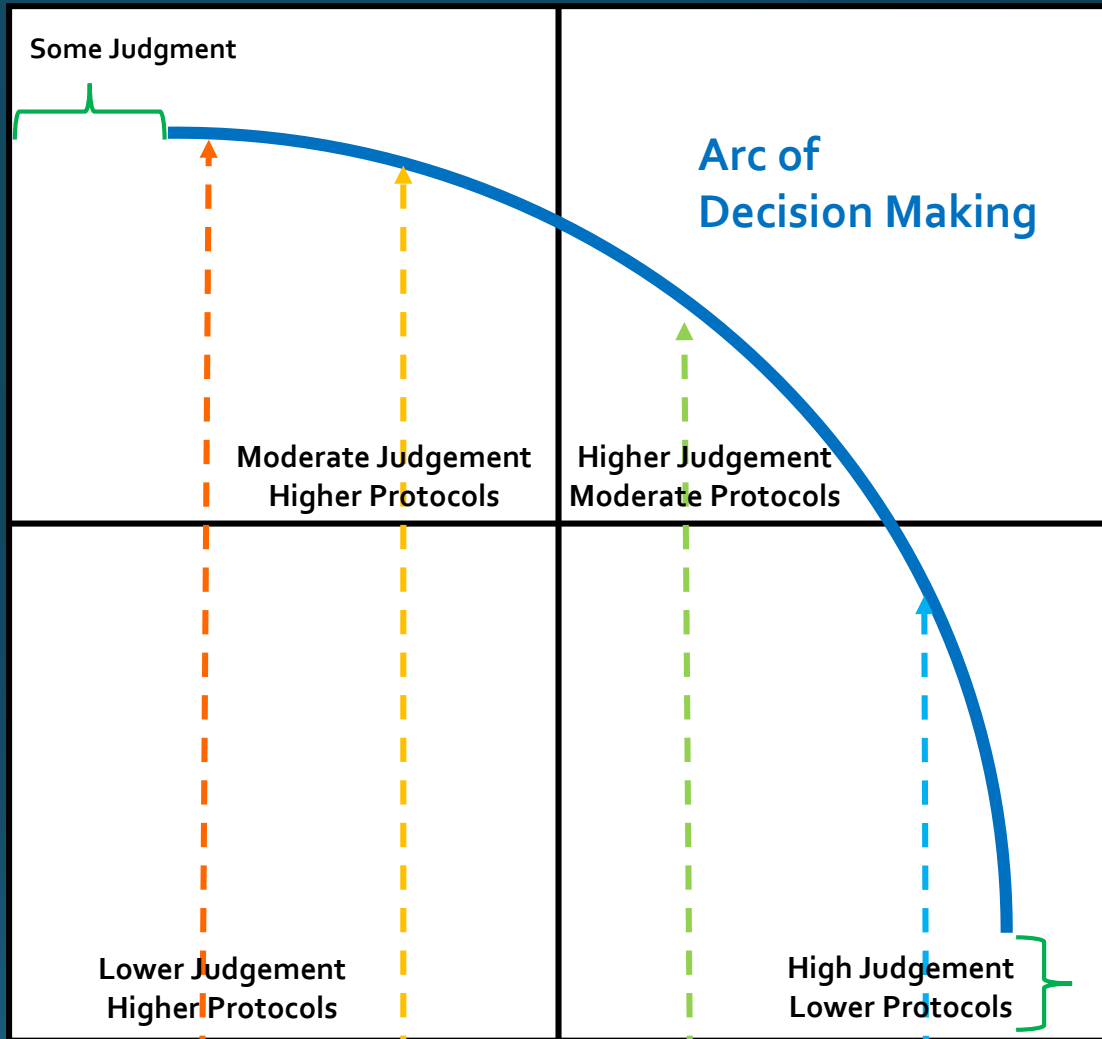 Some Judgment
Arc of
Decision Making
Moderate Judgement
Higher Protocols
Higher Judgement
Moderate Protocols
Lower Judgement
Higher Protocols
High Judgement
Lower Protocols